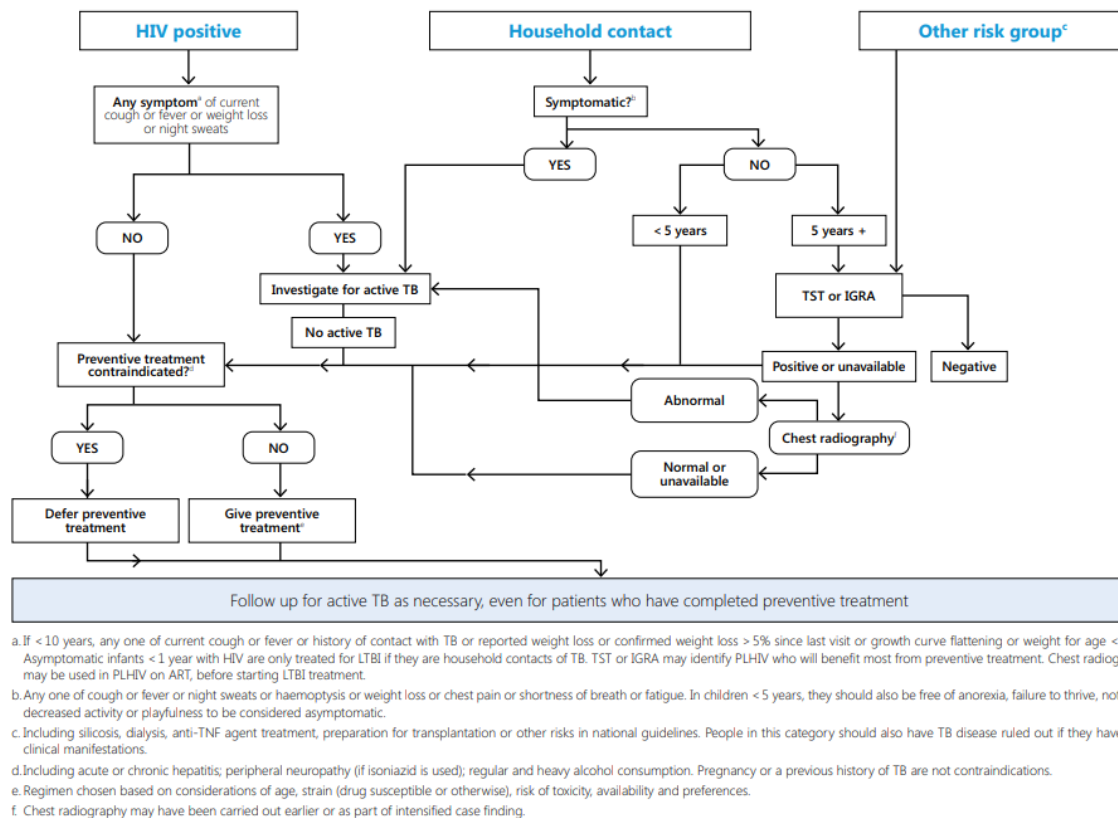 HIV positive
Household contact
Other risk groupᶜ
Any symptomᵃ of current
cough or fever or weight loss
or night sweats
Symptomatic?ᵇ
YES
NO
NO
YES
< 5 years
5 years +
Investigate for active TB
TST or IGRA
No active TB
Preventive treatment
contraindicated?ᵈ
Positive or unavailable
Negative
Abnormal
Chest radiographyᶠ
YES
NO
Normal or
unavailable
Defer preventive
treatment
Give preventive
treatmentᵉ
Follow up for active TB as necessary, even for patients who have completed preventive treatment
a. If < 10 years, any one of current cough or fever or history of contact with TB or reported weight loss or confirmed weight loss > 5% since last visit or growth curve flattening or weight for age <
Asymptomatic infants < 1 year with HIV are only treated for LTBI if they are household contacts of TB. TST or IGRA may identify PLHIV who will benefit most from preventive treatment. Chest radiog
may be used in PLHIV on ART, before starting LTBI treatment.
b. Any one of cough or fever or night sweats or haemoptysis or weight loss or chest pain or shortness of breath or fatigue. In children < 5 years, they should also be free of anorexia, failure to thrive, not
decreased activity or playfulness to be considered asymptomatic.
c. Including silicosis, dialysis, anti-TNF agent treatment, preparation for transplantation or other risks in national guidelines. People in this category should also have TB disease ruled out if they have
clinical manifestations.
d. Including acute or chronic hepatitis; peripheral neuropathy (if isoniazid is used); regular and heavy alcohol consumption. Pregnancy or a previous history of TB are not contraindications.
e. Regimen chosen based on considerations of age, strain (drug susceptible or otherwise), risk of toxicity, availability and preferences.
f. Chest radiography may have been carried out earlier or as part of intensified case finding.